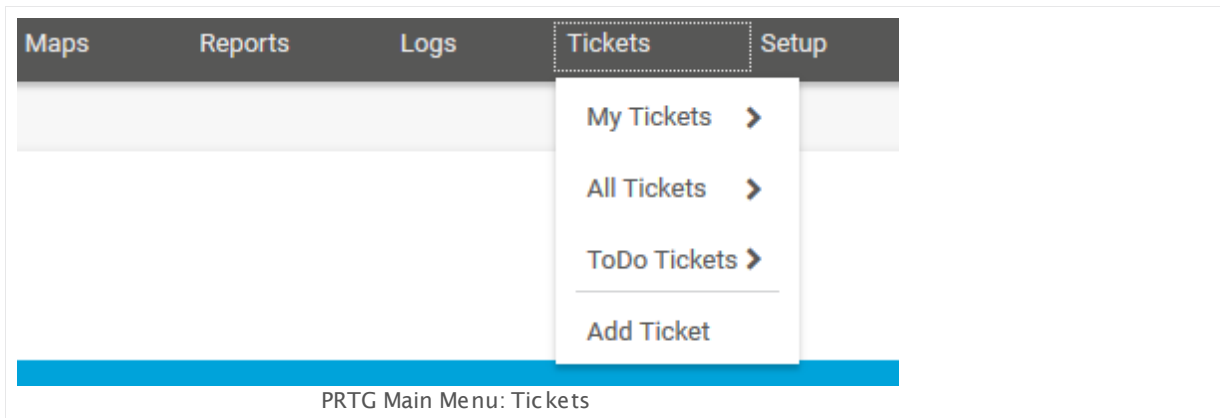 Maps Reports Logs Tickets Setup
My Tickets
All Tickets
ToDo Tickets
Add Ticket
PRTG Main Menu: Tickets